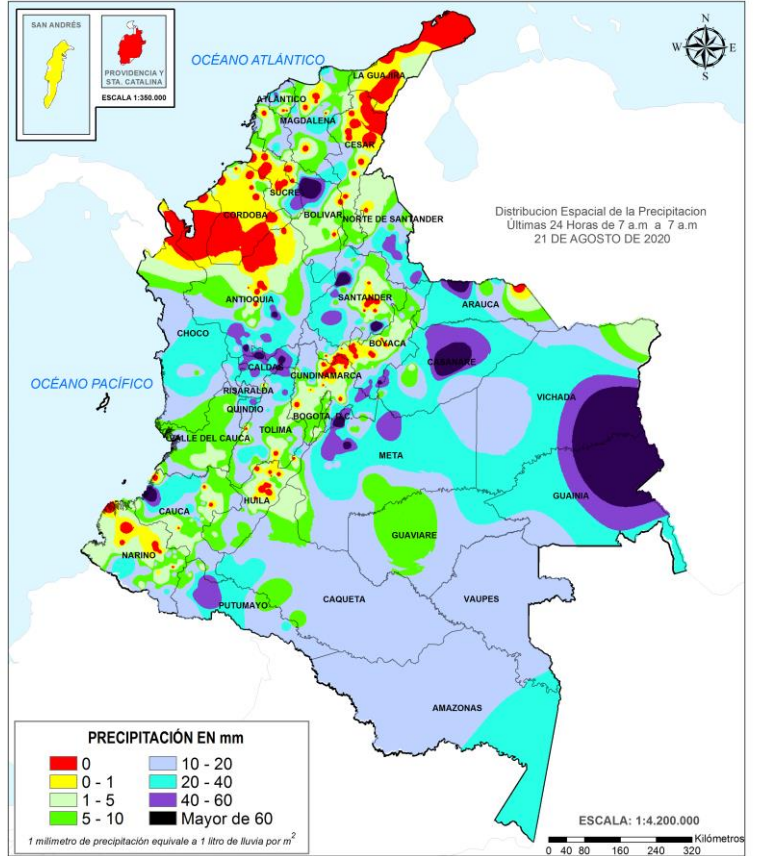 SAN ANDRÉS
PROVIDENCIA Y
STA. CATALINA
ESCALA 1:350.000
OCÉANO ATLÁNTICO
N
W E
S
LA GUAJIRA
ATLÁNTICO
MAGDALENA
CESAR
SUCRE
CORDOBA
BOLIVAR
NORTE DE SANTANDER
Distribucion Espacial de la Precipitacion
Últimas 24 Horas de 7 a.m a 7 a.m
21 DE AGOSTO DE 2020
ANTIOQUIA
SANTANDER
ARAUCA
CHOCO
BOYACA
CASANARE
OCÉANO PACÍFICO
CALDAS
CUNDINAMARCA
RISARALDA
VICHADA
QUINDIO
BOGOTA, D.C.
TOLIMA
VALLE DEL CAUCA
META
GUAINIA
CAUCA
HUILA
GUAVIARE
NARINO
PUTUMAYO
CAQUETA
VAUPES
AMAZONAS
PRECIPITACIÓN EN mm
0
0 - 1
1 - 5
5 - 10
10 - 20
20 - 40
40 - 60
Mayor de 60
1 milímetro de precipitación equivale a 1 litro de lluvia por m²
ESCALA: 1:4.200.000
Kilómetros
0 40 80 160 240 320